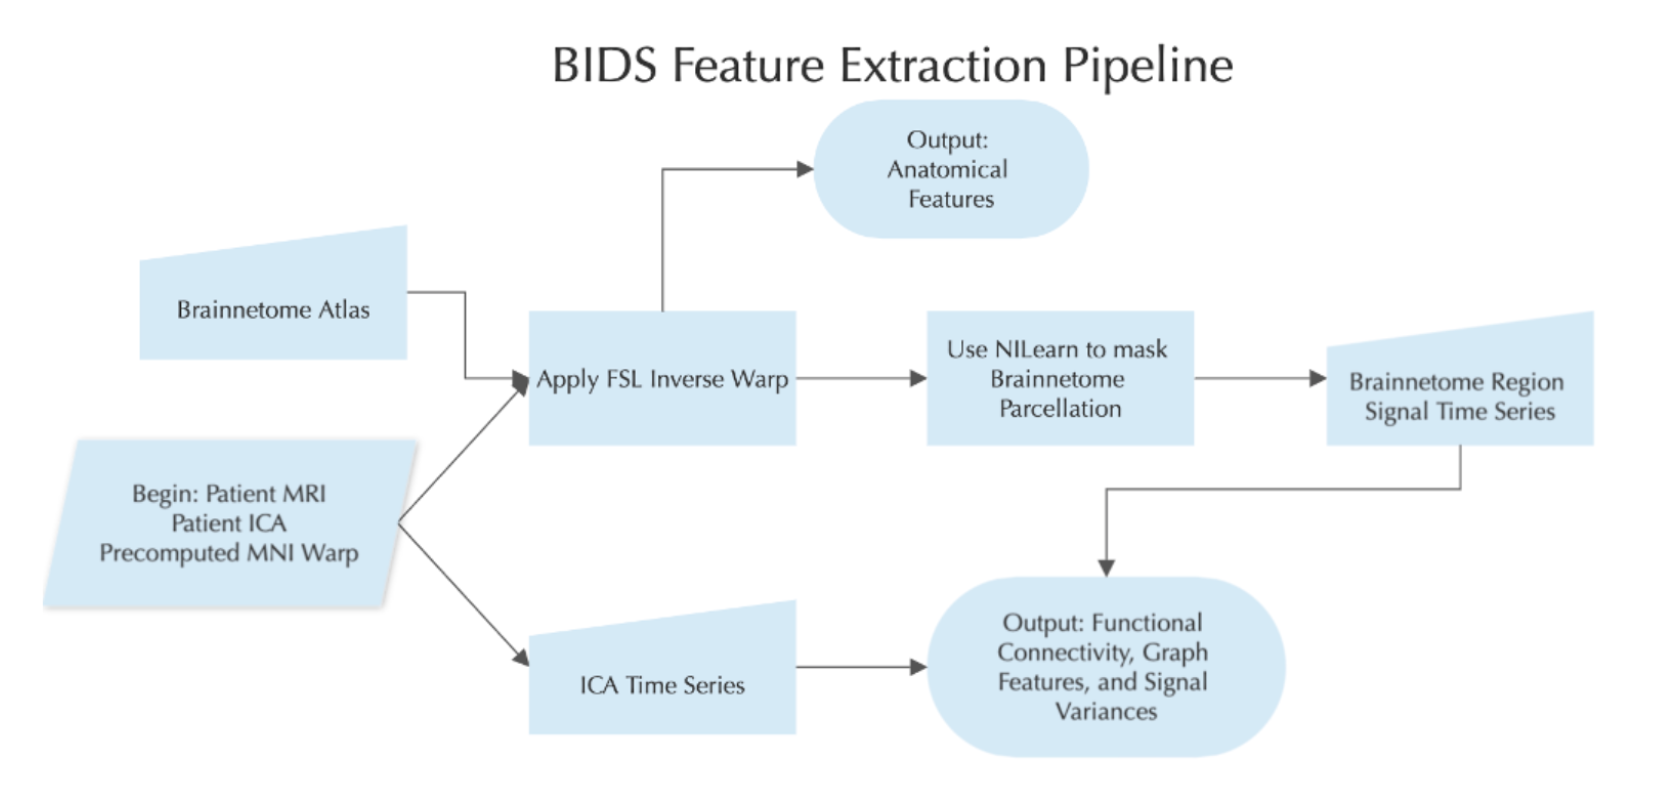 BIDS Feature Extraction Pipeline
Output:
Anatomical
Features
Brainnetome Atlas
Apply FSL Inverse Warp
Use NILearn to mask
Brainnetome
Parcellation
Brainnetome Region
Signal Time Series
Begin: Patient MRI
Patient ICA
Precomputed MNI Warp
ICA Time Series
Output: Functional
Connectivity, Graph
Features, and Signal
Variances